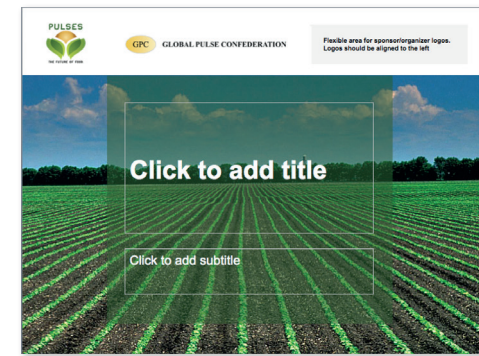 PULSES
THE FUTURE OF FOOD
GPC GLOBAL PULSE CONFEDERATION
Flexible area for sponsor/organizer logos.
Logos should be aligned to the left
Click to add title
Click to add subtitle